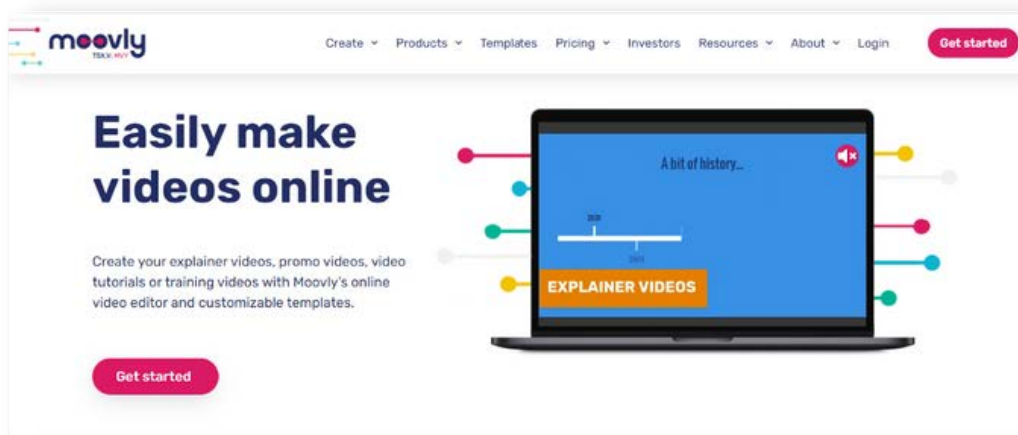 moovly
TSXV: MVY
Create Products Templates Pricing Investors Resources About Login Get started
Easily make
videos online
Create your explainer videos, promo videos, video
tutorials or training videos with Moovly's online
video editor and customizable templates.
Get started
A bit of history...
EXPLAINER VIDEOS